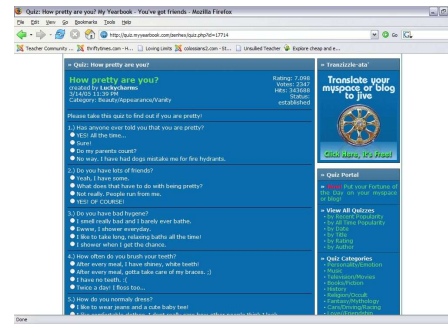 Quiz: How pretty are you? My Yearbook - You've got friends - Mozilla Firefox
File Edit View Go Bookmarks Tools Help
http://quiz.myyearbook.com/zenhex/quiz.php?id=17714
Go
Teacher Community ... thriftytimes.com - H... Loving Limits colossians2.com - St... Unsullied Teacher Explore cheap and e...
» Quiz: How pretty are you?
How pretty are you?
created by Luckycharms
3/14/05 11:39 PM
Category: Beauty/Appearance/Vanity
Rating: 7.098
Votes: 2347
Hits: 343688
Status:
established
Please take this quiz to find out if you are pretty!
1.) Has anyone ever told you that you are pretty?
YES! All the time...
Sure!
Do my parents count?
No way. I have had dogs mistake me for fire hydrants.
2.) Do you have lots of friends?
Yeah, I have some.
What does that have to do with being pretty?
Not really. People run from me.
YES! OF COURSE!
3.) Do you have bad hygene?
I smell really bad and I barely ever bathe.
Ewww, I shower everyday.
I like to take long, relaxing baths all the time!
I shower when I get the chance.
4.) How often do you brush your teeth?
After every meal, I have shiney, white teeth!
After every meal, gotta take care of my braces. ;)
I have no teeth. :(
Twice a day! I floss too...
5.) How do you normally dress?
I like to wear jeans and a cute baby tee!
» Tranzizzle-ata'
Translate your
myspace or blog
to jive
Click Here, it's Free!
» Quiz Portal
» New! Put your Fortune of
the Day on your myspace
or blog!
» View All Quizzes
- by Recent Popularity
- by All Time Popularity
- by Date
- by Title
- by Rating
- by Author
» Quiz Categories
- Personality/Emotion
- Music
- Television/Movies
- Books/Fiction
- History
- Religion/Occult
- Fantasy/Mythology
- Cars/Driving/Racing
- Love/Friendship
Done